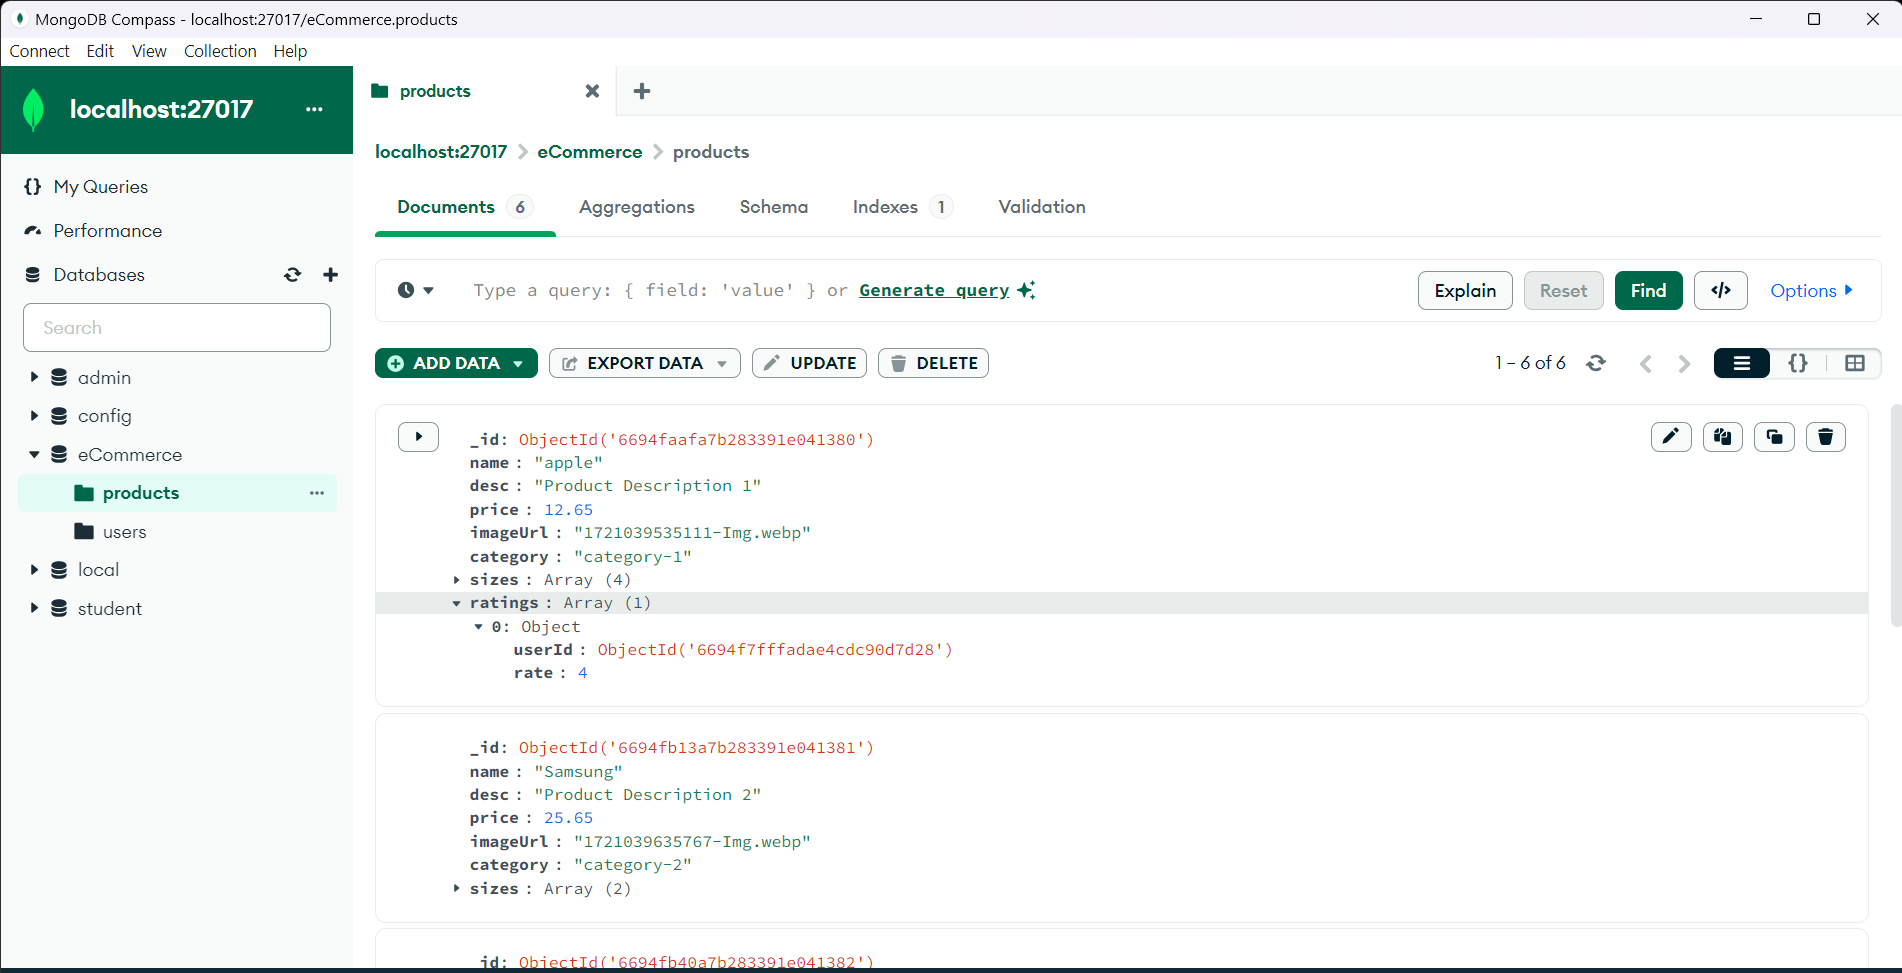 MongoDB Compass - localhost:27017/eCommerce.products
Connect Edit View Collection Help
localhost:27017 ...
My Queries
Performance
Databases
Search
admin
config
eCommerce
products ...
users
local
student
products
localhost:27017 > eCommerce > products
Documents 6 Aggregations Schema Indexes 1 Validation
Type a query: { field: 'value' } or Generate query
Explain Reset Find </> Options
ADD DATA EXPORT DATA UPDATE DELETE
1 – 6 of 6 {}
_id: ObjectId('6694faafa7b283391e041380')
name : "apple"
desc : "Product Description 1"
price : 12.65
imageUrl : "1721039535111-Img.webp"
category : "category-1"
sizes : Array (4)
ratings : Array (1)
0: Object
userId : ObjectId('6694f7fffadae4cdc90d7d28')
rate : 4
_id: ObjectId('6694fb13a7b283391e041381')
name : "Samsung"
desc : "Product Description 2"
price : 25.65
imageUrl : "1721039635767-Img.webp"
category : "category-2"
sizes : Array (2)
_id: ObjectId('6694fb40a7b283391e041382')